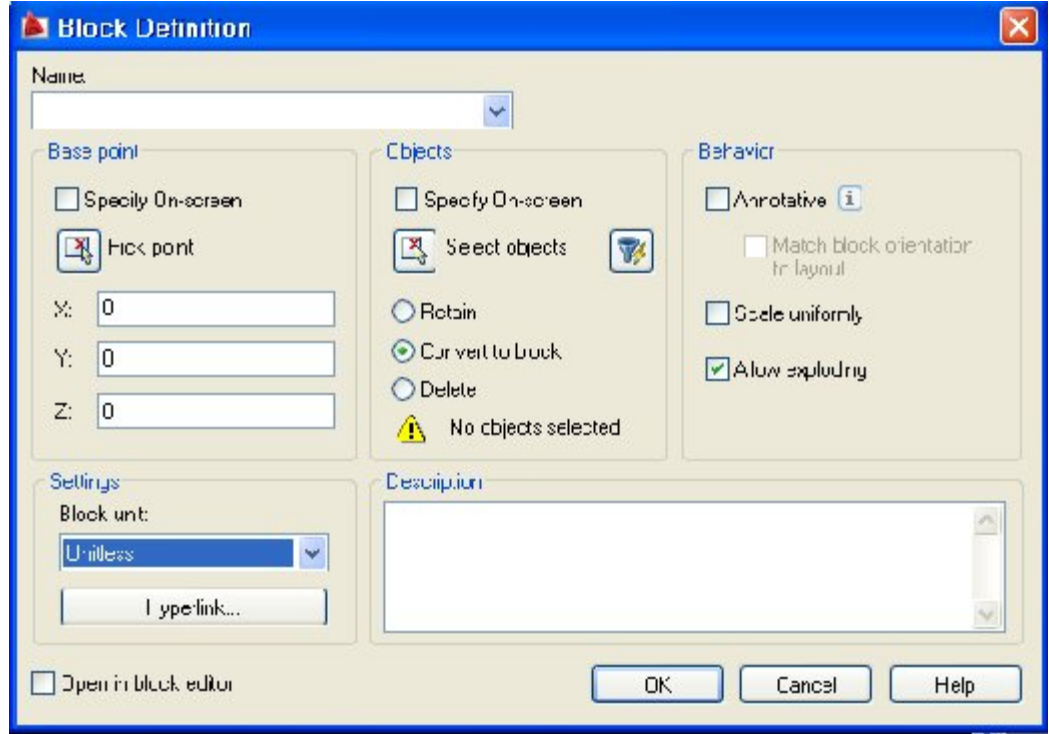 Block Definition
Name:
Base point
Specify On-screen
Pick point
X: 0
Y: 0
Z: 0
Objects
Specify On-screen
Select objects
Retain
Convert to block
Delete
No objects selected
Behavior
Annotative
Match block orientation
to layout
Scale uniformly
Allow exploding
Settings
Block unit:
Unitless
Hyperlink...
Description
Open in block editor
OK
Cancel
Help